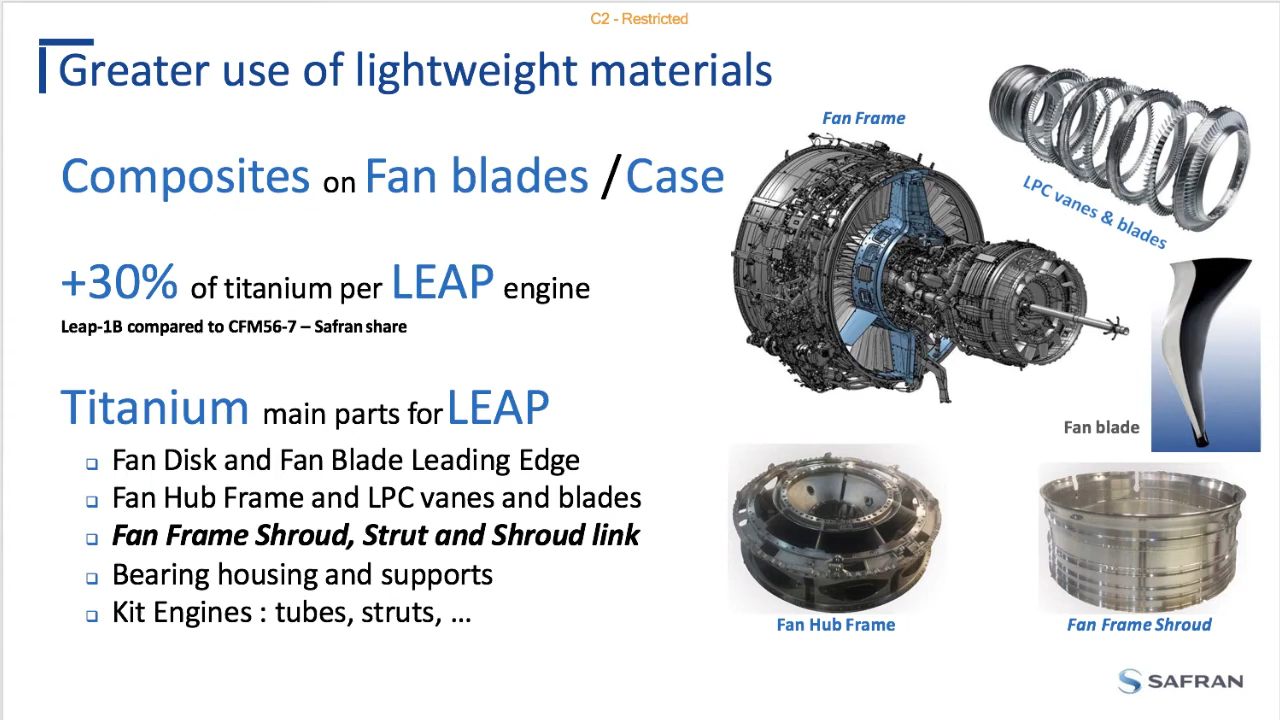 C2 - Restricted
Greater use of lightweight materials
Composites on Fan blades / Case
+30% of titanium per LEAP engine
Leap-1B compared to CFM56-7 – Safran share
Titanium main parts for LEAP
Fan Disk and Fan Blade Leading Edge
Fan Hub Frame and LPC vanes and blades
Fan Frame Shroud, Strut and Shroud link
Bearing housing and supports
Kit Engines : tubes, struts, …
Fan Frame
LPC vanes & blades
Fan blade
Fan Hub Frame
Fan Frame Shroud
SAFRAN